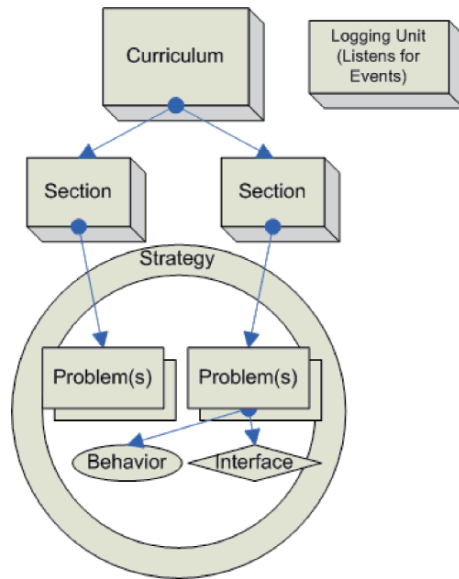 Curriculum
Logging Unit
(Listens for
Events)
Section
Section
Strategy
Problem(s)
Problem(s)
Behavior
Interface